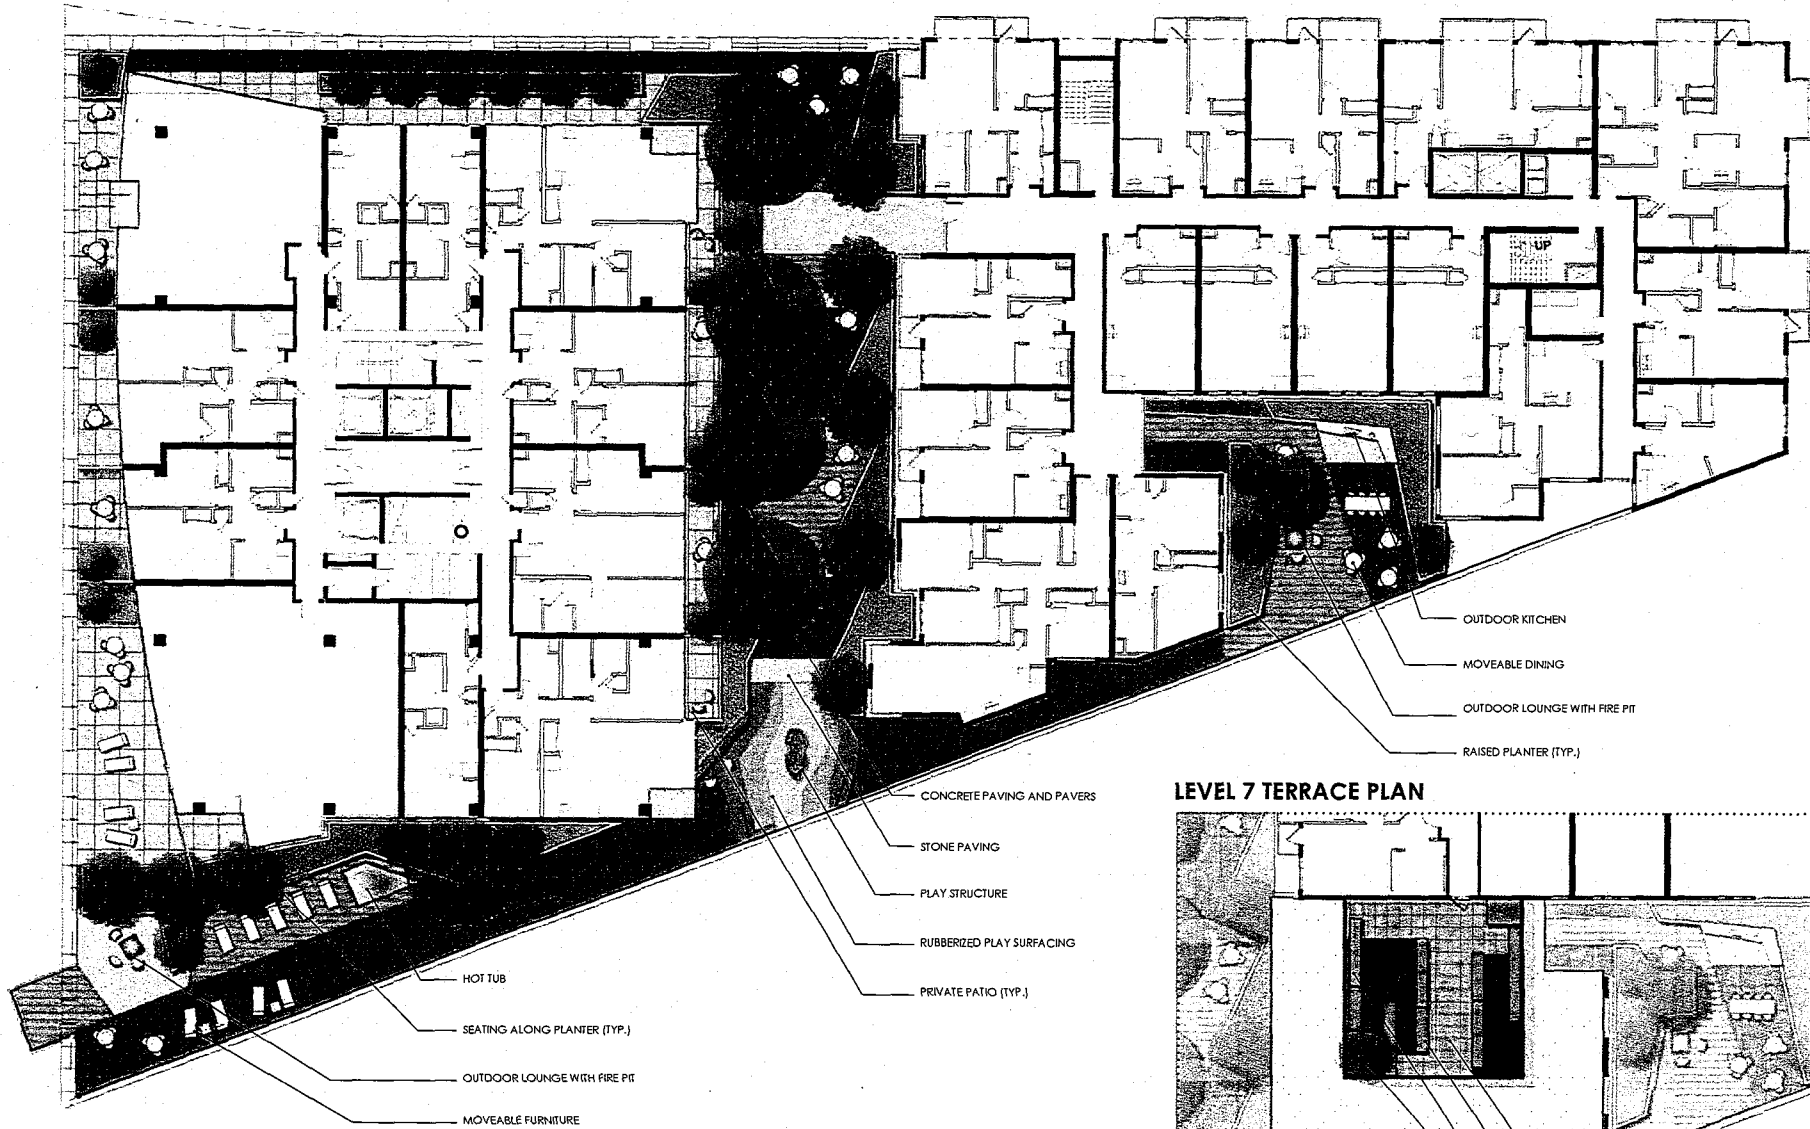 UP
OUTDOOR KITCHEN
MOVEABLE DINING
OUTDOOR LOUNGE WITH FIRE PIT
RAISED PLANTER (TYP.)
LEVEL 7 TERRACE PLAN
CONCRETE PAVING AND PAVERS
STONE PAVING
PLAY STRUCTURE
RUBBERIZED PLAY SURFACING
PRIVATE PATIO (TYP.)
HOT TUB
SEATING ALONG PLANTER (TYP.)
OUTDOOR LOUNGE WITH FIRE PIT
MOVEABLE FURNITURE